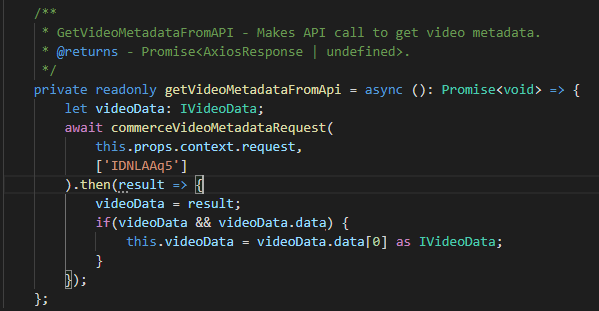 /**
 * GetVideoMetadataFromAPI - Makes API call to get video metadata.
 * @returns - Promise<AxiosResponse | undefined>.
 */
private readonly getVideoMetadataFromApi = async (): Promise<void> => {
    let videoData: IVideoData;
    await commerceVideoMetadataRequest(
        this.props.context.request,
        ['IDNLAAq5']
    ).then(result => {
        videoData = result;
        if(videoData && videoData.data) {
            this.videoData = videoData.data[0] as IVideoData;
        }
    });
};